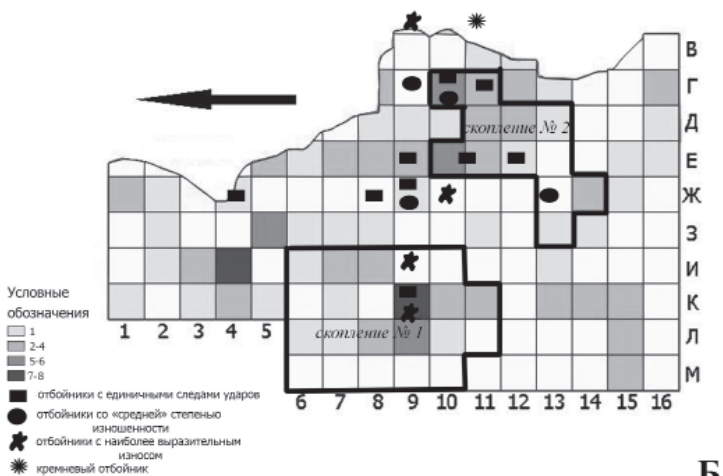 В
Г
Д
скопление № 2
Е
Ж
З
И
К
Л
М
скопление № 1
1 2 3 4 5
6 7 8 9 10 11 12 13 14 15 16
Условные
обозначения
1
2-4
5-6
7-8
отбойники с единичными следами ударов
отбойники со «средней» степенью
изношенности
отбойники с наиболее выразительным
износом
кремневый отбойник
Б